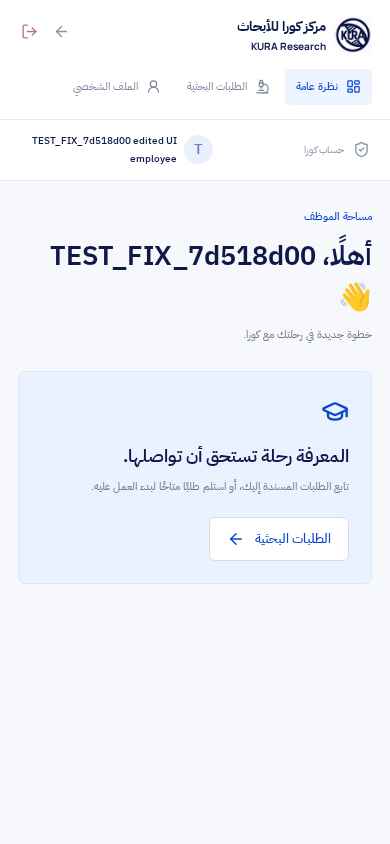 مركز كورا للأبحاث
KURA Research
KURA
نظرة عامة
الطلبات البحثية
الملف الشخصي
حساب كورا
T
TEST_FIX_7d518d00 edited UI
employee
مساحة الموظف
أهلًا، TEST_FIX_7d518d00
👋
خطوة جديدة في رحلتك مع كورا.
المعرفة رحلة تستحق أن تواصلها.
تابع الطلبات المسندة إليك، أو استلم طلبًا متاحًا لبدء العمل عليه.
الطلبات البحثية